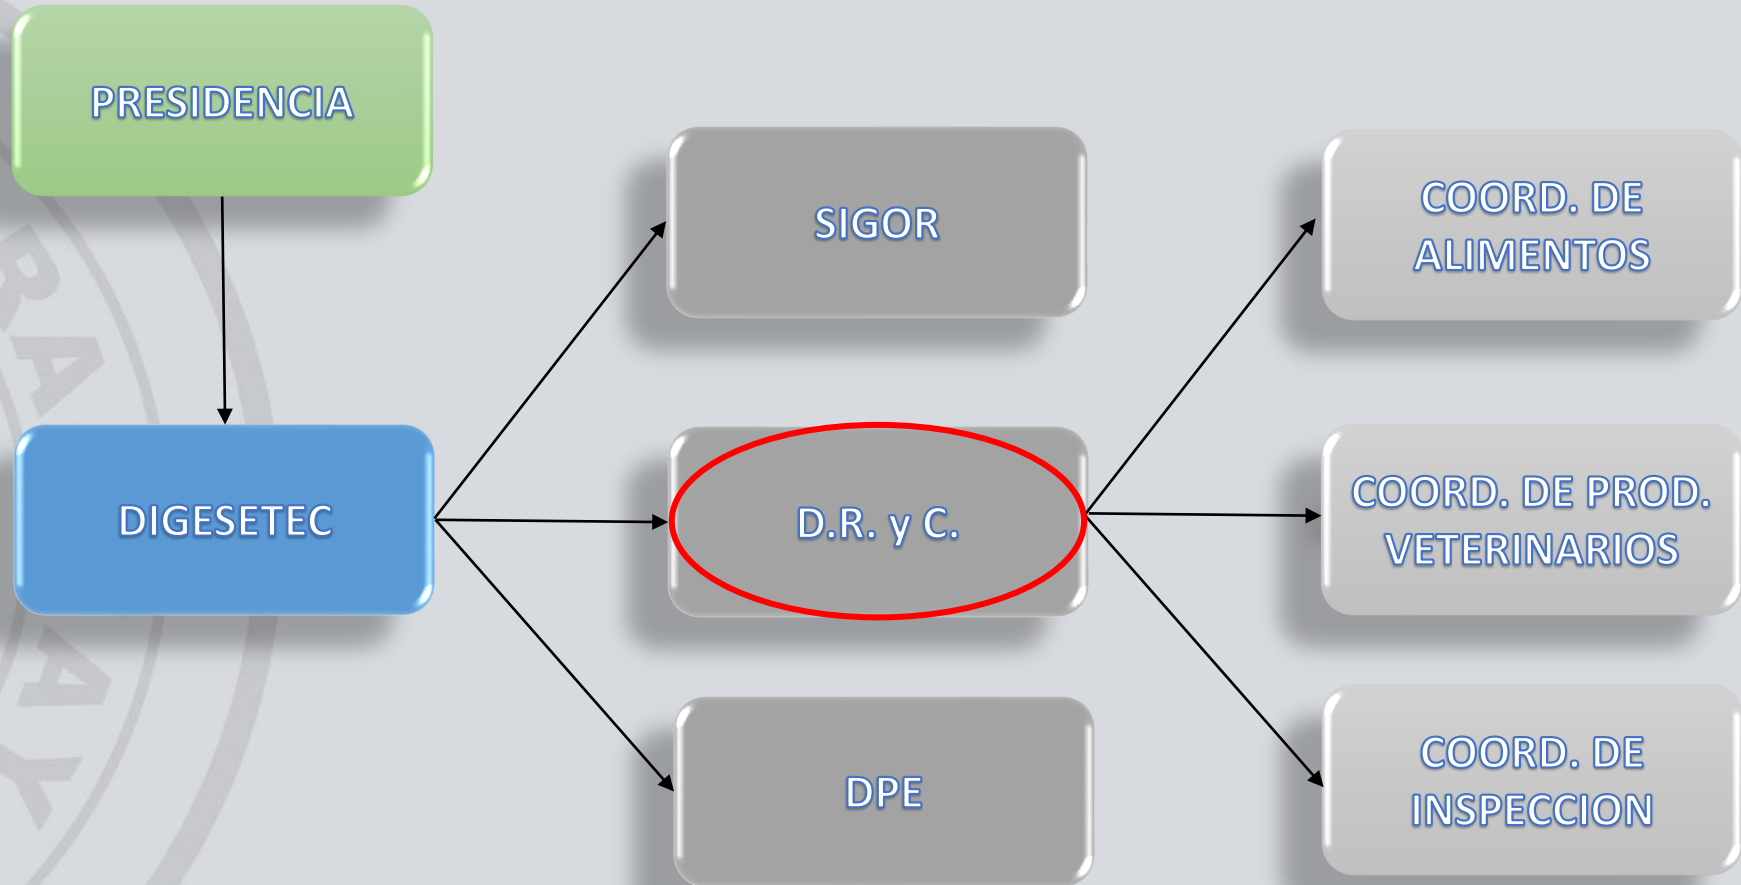 PRESIDENCIA
DIGESETEC
SIGOR
D.R. y C.
DPE
COORD. DE
ALIMENTOS
COORD. DE PROD.
VETERINARIOS
COORD. DE
INSPECCION